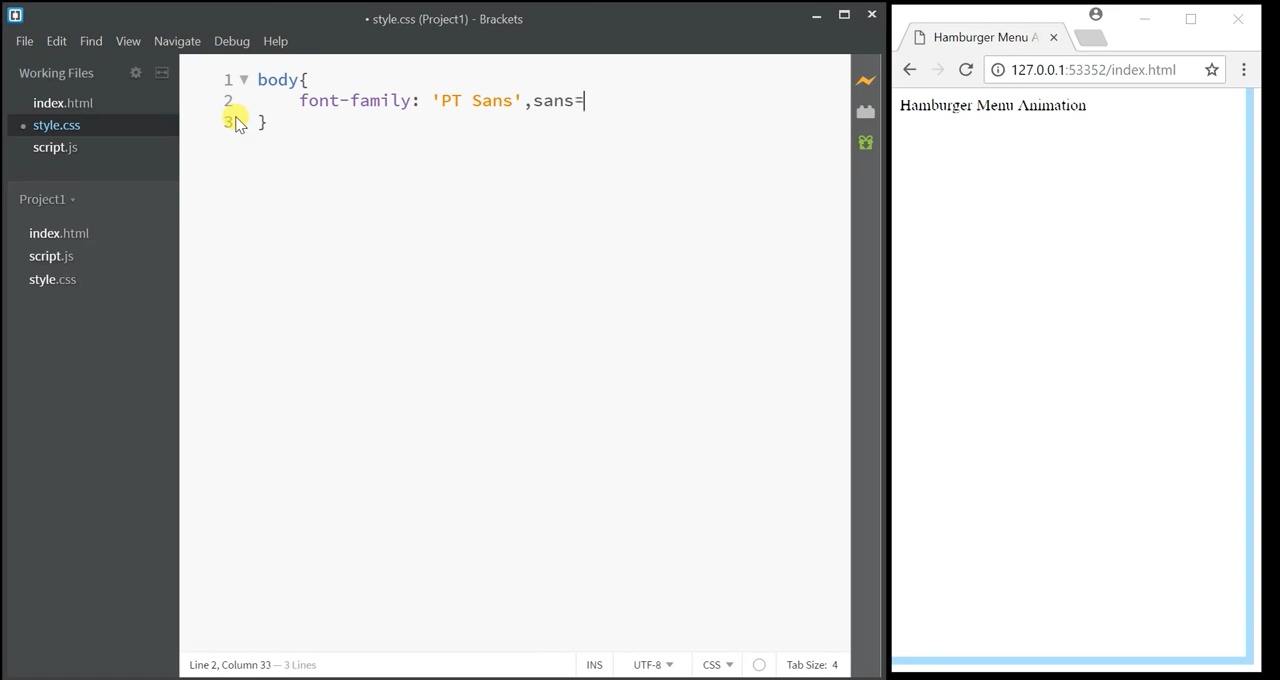 • style.css (Project1) - Brackets
File Edit Find View Navigate Debug Help
Working Files
index.html
• style.css
script.js
Project1
index.html
script.js
style.css
1 body{
2 font-family: 'PT Sans',sans=
3 }
Line 2, Column 33 — 3 Lines
INS UTF-8 CSS Tab Size: 4
Hamburger Menu A
127.0.0.1:53352/index.html
Hamburger Menu Animation